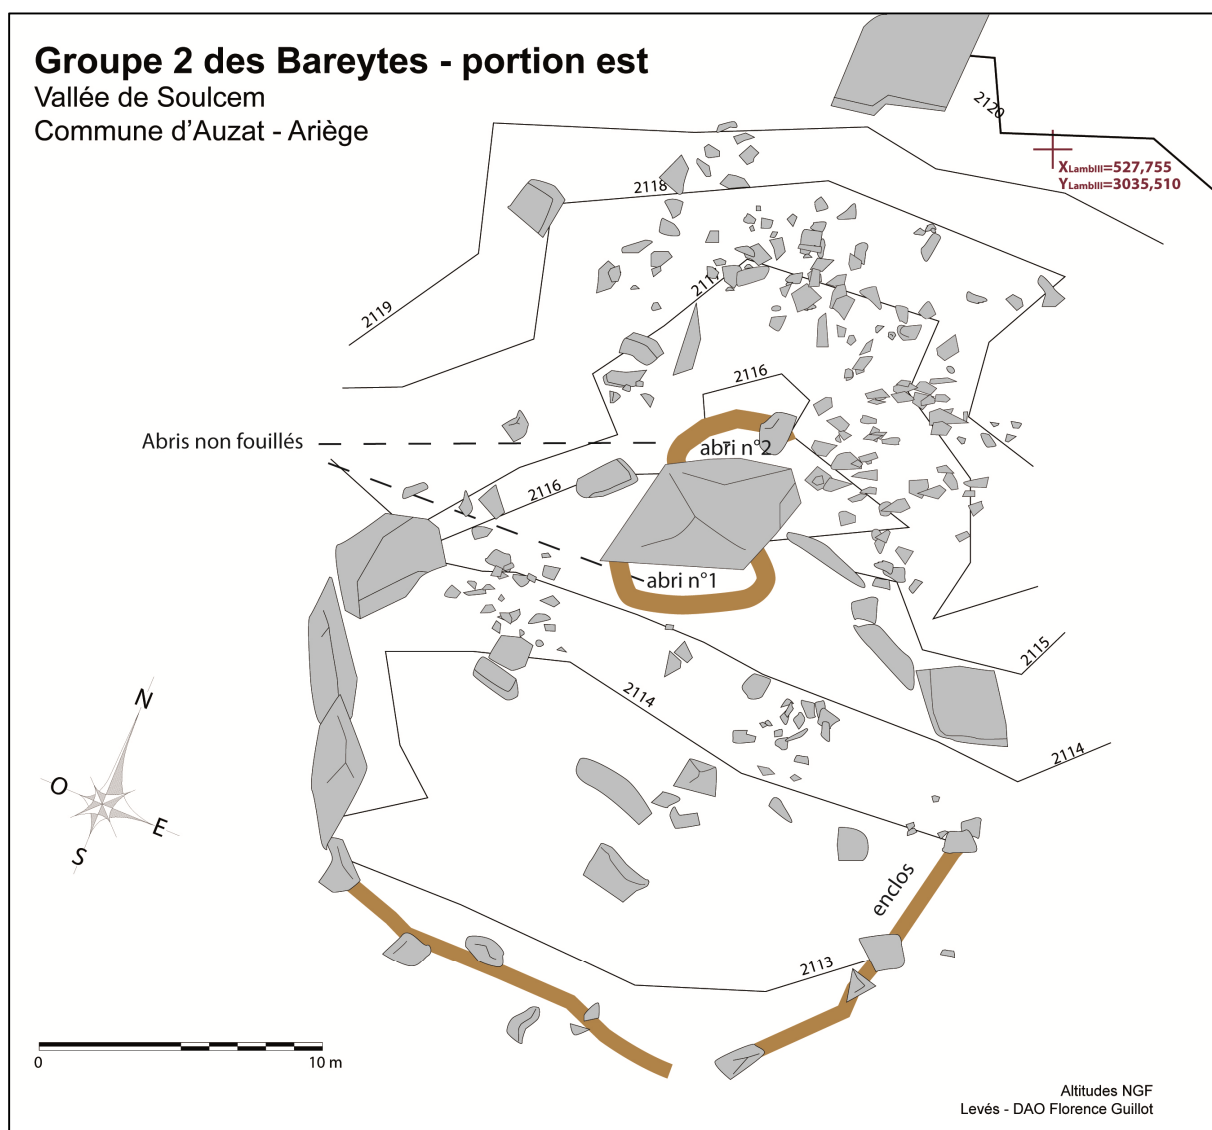 Groupe 2 des Bareytes - portion est
Vallée de Soulcem
Commune d'Auzat - Ariège
2120
XLambIII=527,755
YLambIII=3035,510
2118
2119
2117
2116
Abris non fouillés
abri n°2
2116
abri n°1
2115
2114
2114
N
O
E
S
enclos
2113
0
10 m
Altitudes NGF
Levés - DAO Florence Guillot